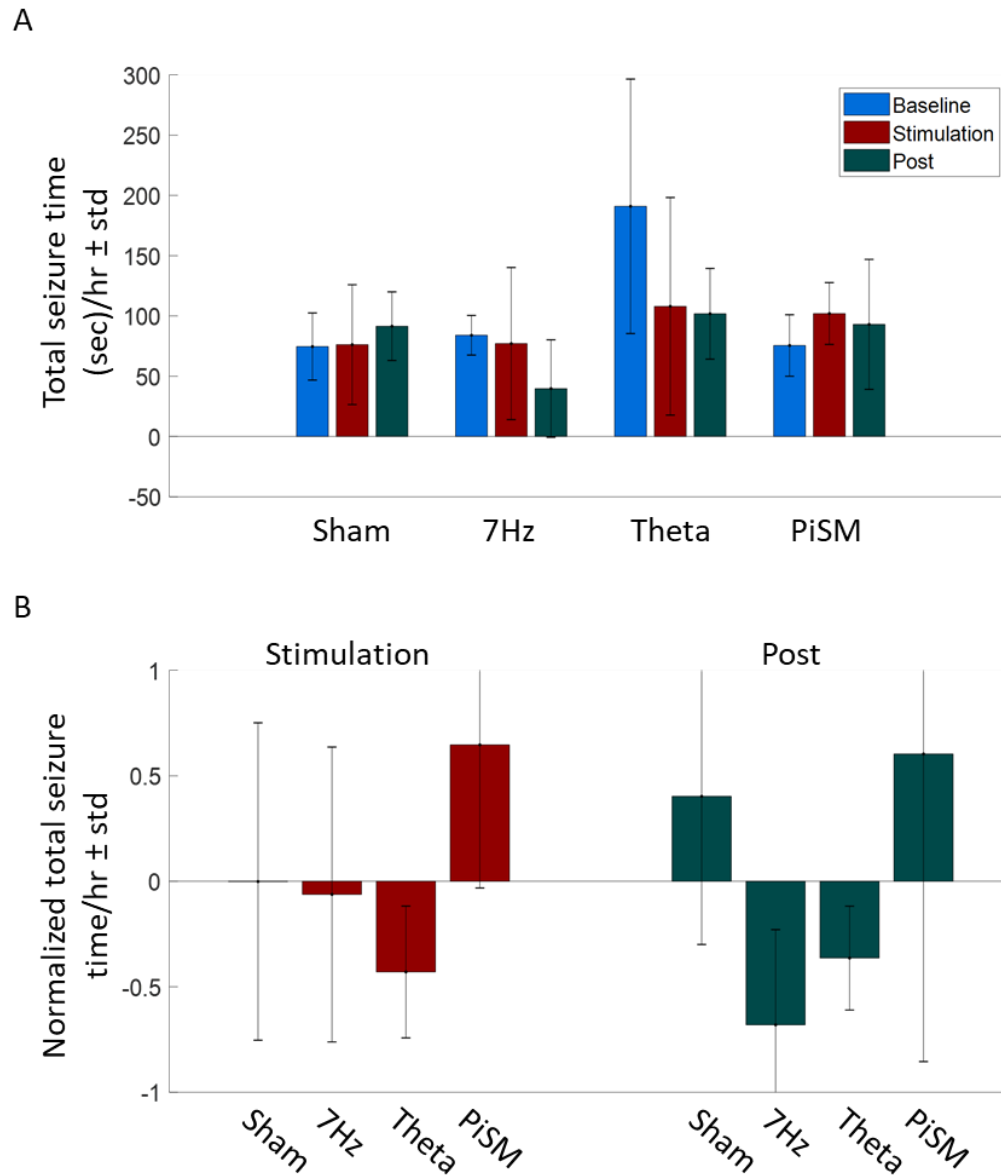 A
Total seizure time
(sec)/hr ± std
300
250
200
150
100
50
0
-50
Baseline
Stimulation
Post
Sham 7Hz Theta PiSM
B
Stimulation Post
Normalized total seizure
time/hr ± std
1
0.5
0
-0.5
-1
Sham 7Hz Theta PiSM Sham 7Hz Theta PiSM